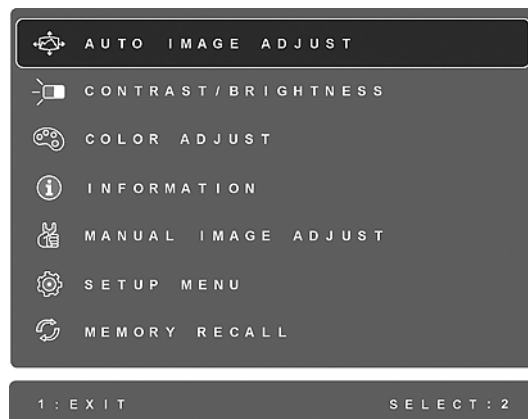 AUTO IMAGE ADJUST
CONTRAST/BRIGHTNESS
COLOR ADJUST
INFORMATION
MANUAL IMAGE ADJUST
SETUP MENU
MEMORY RECALL
1:EXIT SELECT:2